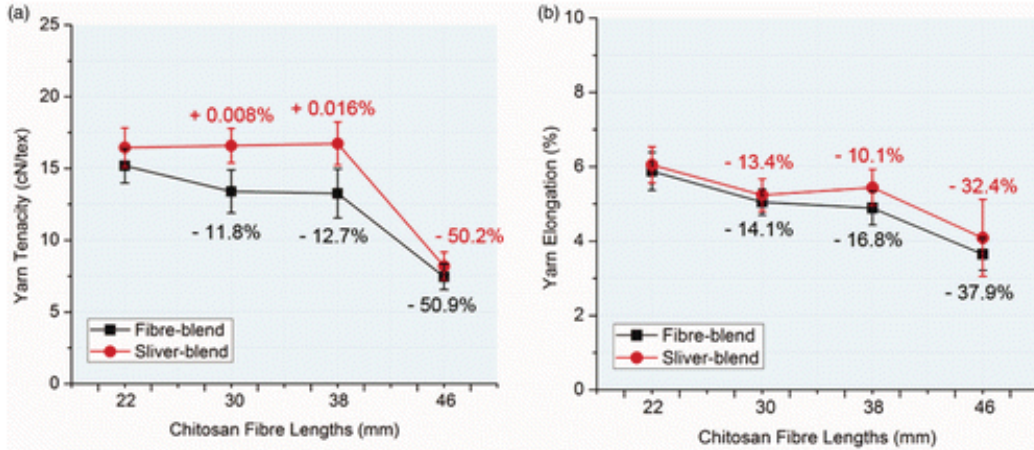 (a)
25
20
15
10
5
0
Yarn Tenacity (cN/tex)
+ 0.008%
+ 0.016%
- 11.8%
- 12.7%
- 50.2%
- 50.9%
Fibre-blend
Sliver-blend
22 30 38 46
Chitosan Fibre Lengths (mm)
(b)
10
8
6
4
2
0
Yarn Elongation (%)
- 13.4%
- 10.1%
- 32.4%
- 14.1%
- 16.8%
- 37.9%
Fibre-blend
Sliver-blend
22 30 38 46
Chitosan Fibre Lengths (mm)